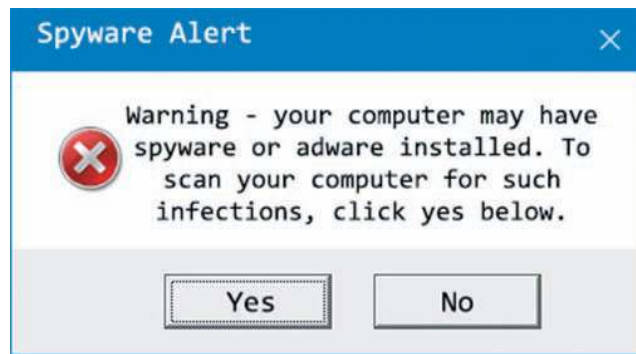 Spyware Alert
Warning - your computer may have
spyware or adware installed. To
scan your computer for such
infections, click yes below.
Yes
No